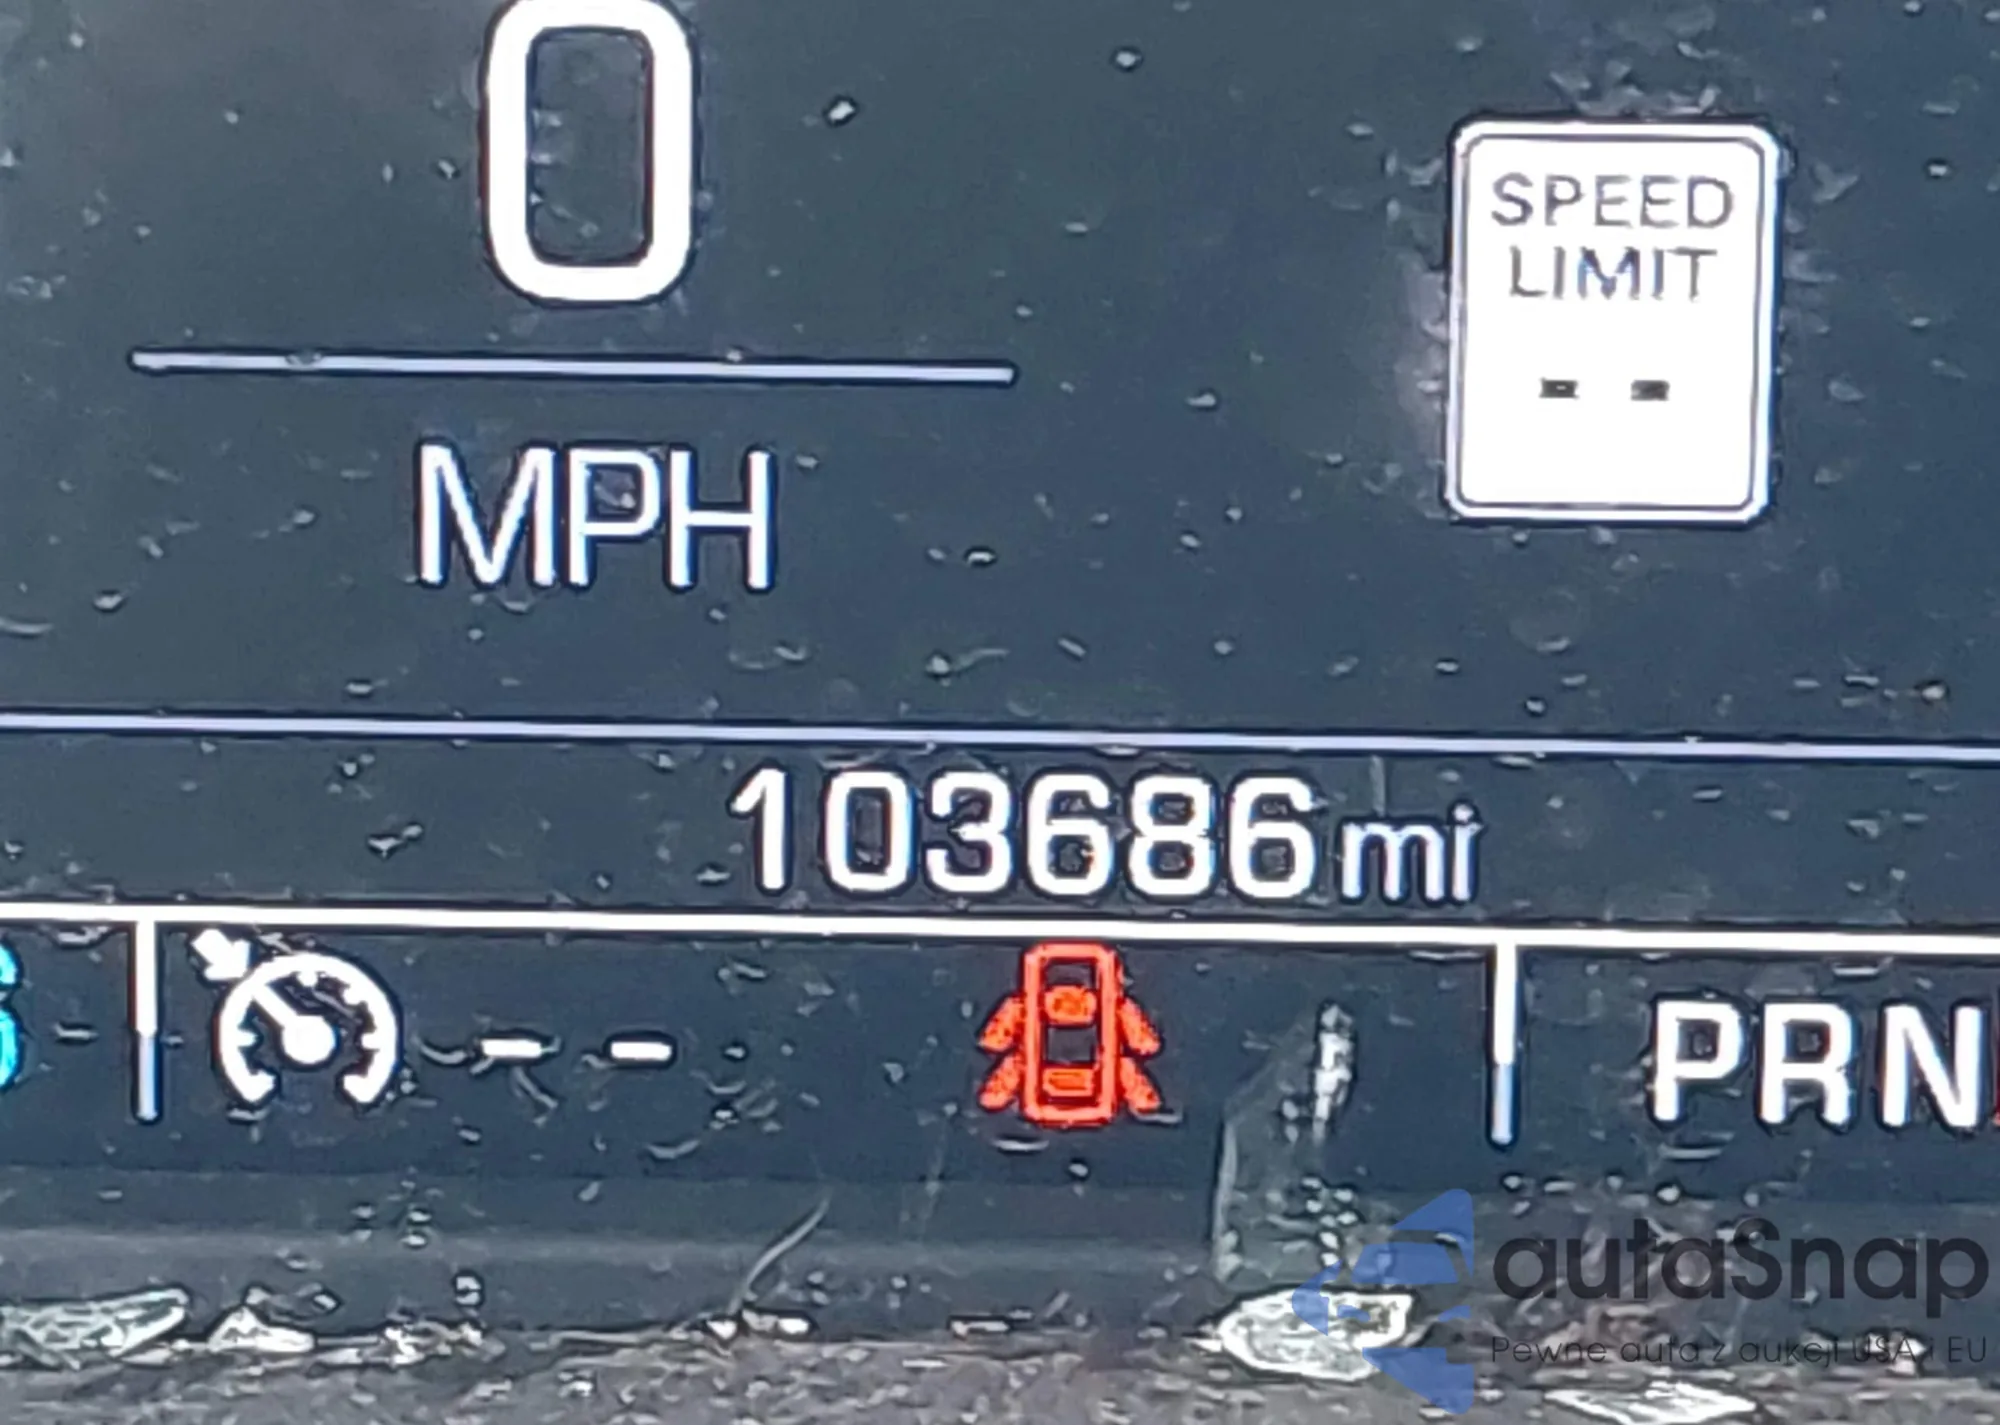 0
MPH
SPEED
LIMIT
- -
103686 mi
-- 
PRN
autaSnap
Pewne auta z aukcji USA i EU